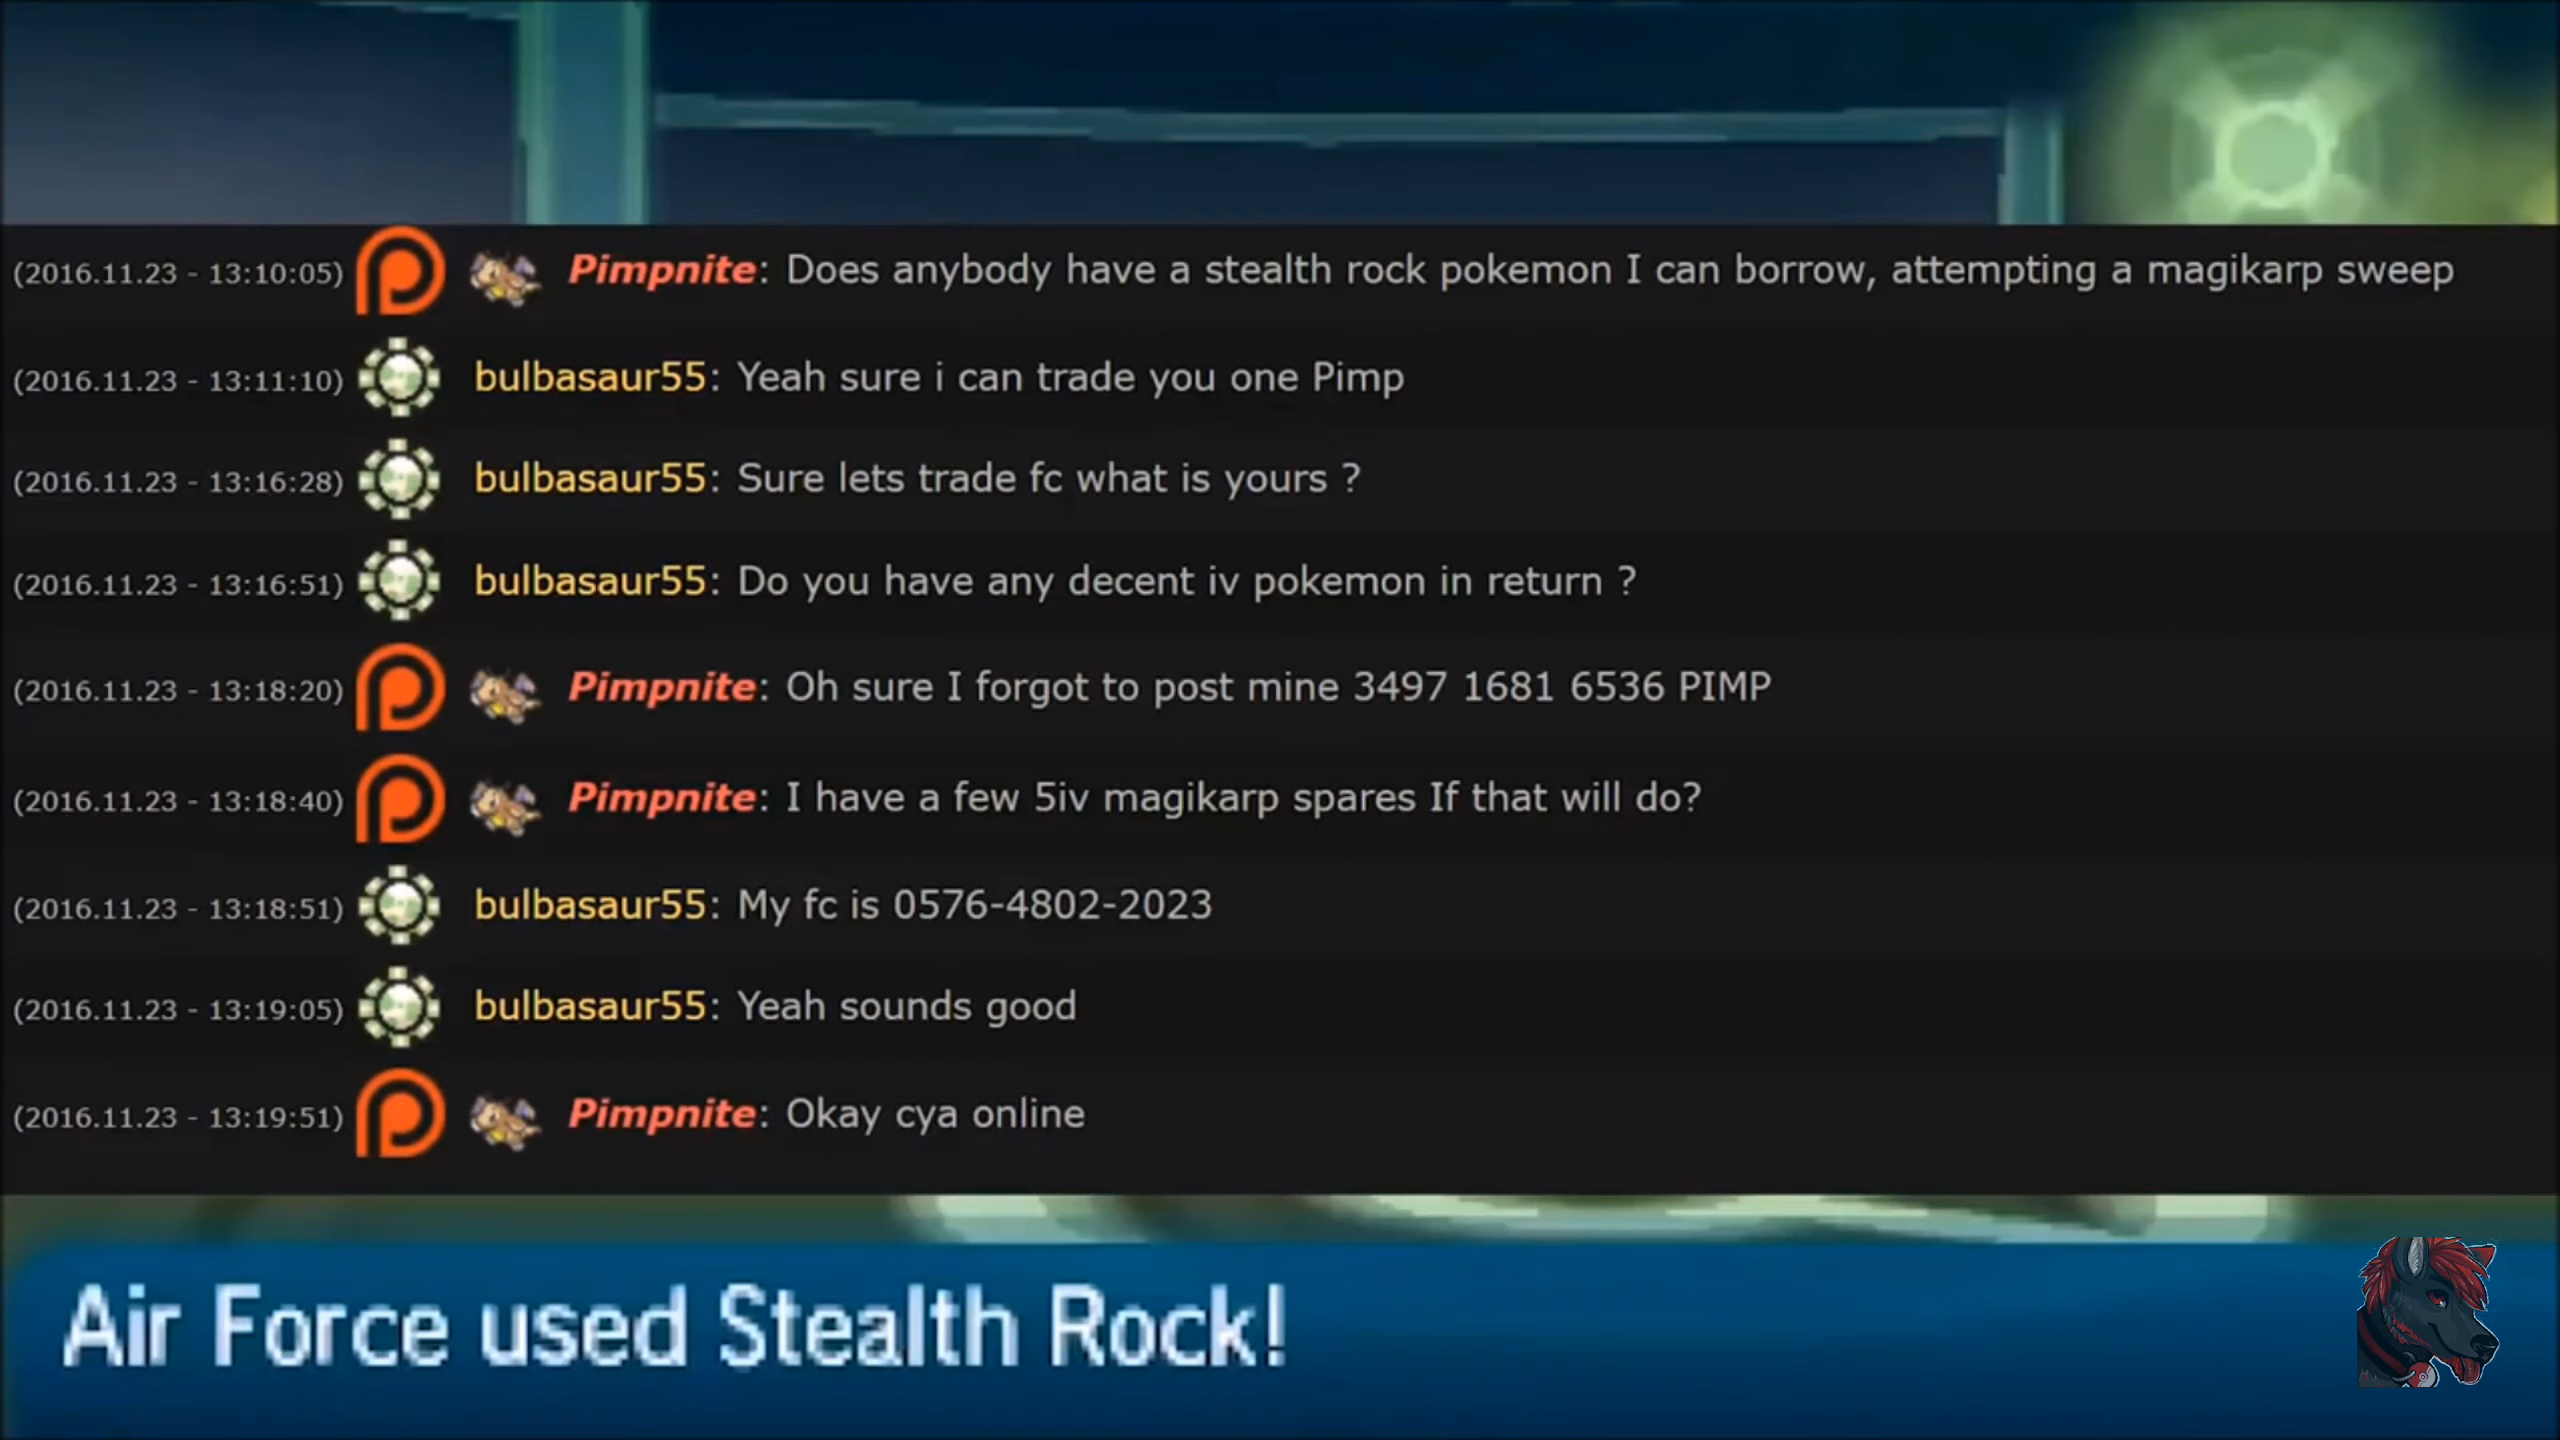 (2016.11.23 - 13:10:05) Pimpnite: Does anybody have a stealth rock pokemon I can borrow, attempting a magikarp sweep
(2016.11.23 - 13:11:10) bulbasaur55: Yeah sure i can trade you one Pimp
(2016.11.23 - 13:16:28) bulbasaur55: Sure lets trade fc what is yours ?
(2016.11.23 - 13:16:51) bulbasaur55: Do you have any decent iv pokemon in return ?
(2016.11.23 - 13:18:20) Pimpnite: Oh sure I forgot to post mine 3497 1681 6536 PIMP
(2016.11.23 - 13:18:40) Pimpnite: I have a few 5iv magikarp spares If that will do?
(2016.11.23 - 13:18:51) bulbasaur55: My fc is 0576-4802-2023
(2016.11.23 - 13:19:05) bulbasaur55: Yeah sounds good
(2016.11.23 - 13:19:51) Pimpnite: Okay cya online
Air Force used Stealth Rock!